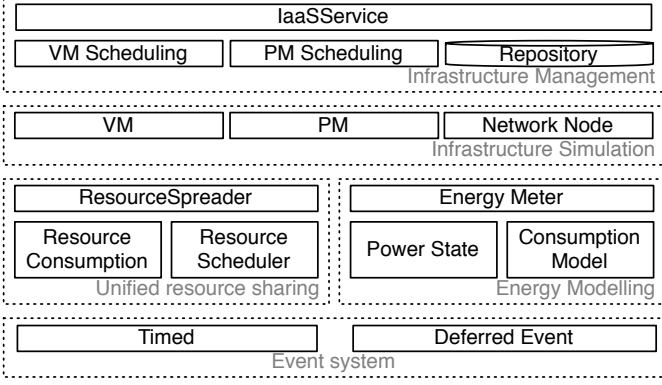 IaaSService
VM Scheduling
PM Scheduling
Repository
Infrastructure Management
VM
PM
Network Node
Infrastructure Simulation
ResourceSpreader
Resource
Consumption
Resource
Scheduler
Unified resource sharing
Energy Meter
Power State
Consumption
Model
Energy Modelling
Timed
Deferred Event
Event system